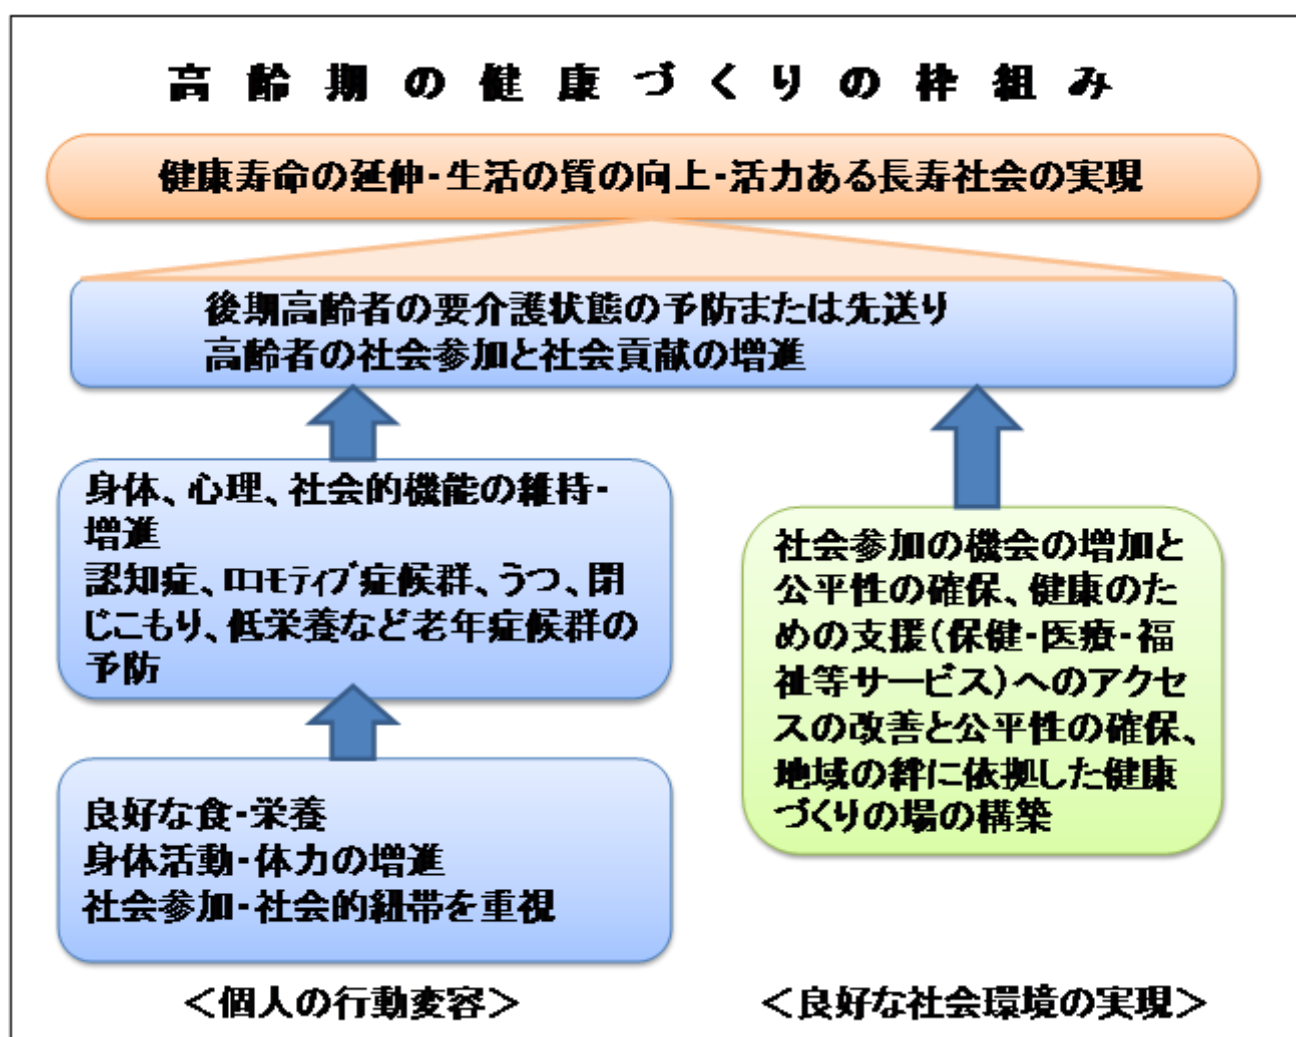 高齢期の健康づくりの枠組み
健康寿命の延伸・生活の質の向上・活力ある長寿社会の実現
後期高齢者の要介護状態の予防または先送り
高齢者の社会参加と社会貢献の増進
身体、心理、社会的機能の維持・
増進
認知症、ロコモティブ症候群、うつ、閉
じこもり、低栄養など老年症候群の
予防
良好な食・栄養
身体活動・体力の増進
社会参加・社会的紐帯を重視
<個人の行動変容>
社会参加の機会の増加と
公平性の確保、健康のた
めの支援(保健・医療・福
祉等サービス)へのアクセ
スの改善と公平性の確保、
地域の絆に依拠した健康
づくりの場の構築
<良好な社会環境の実現>